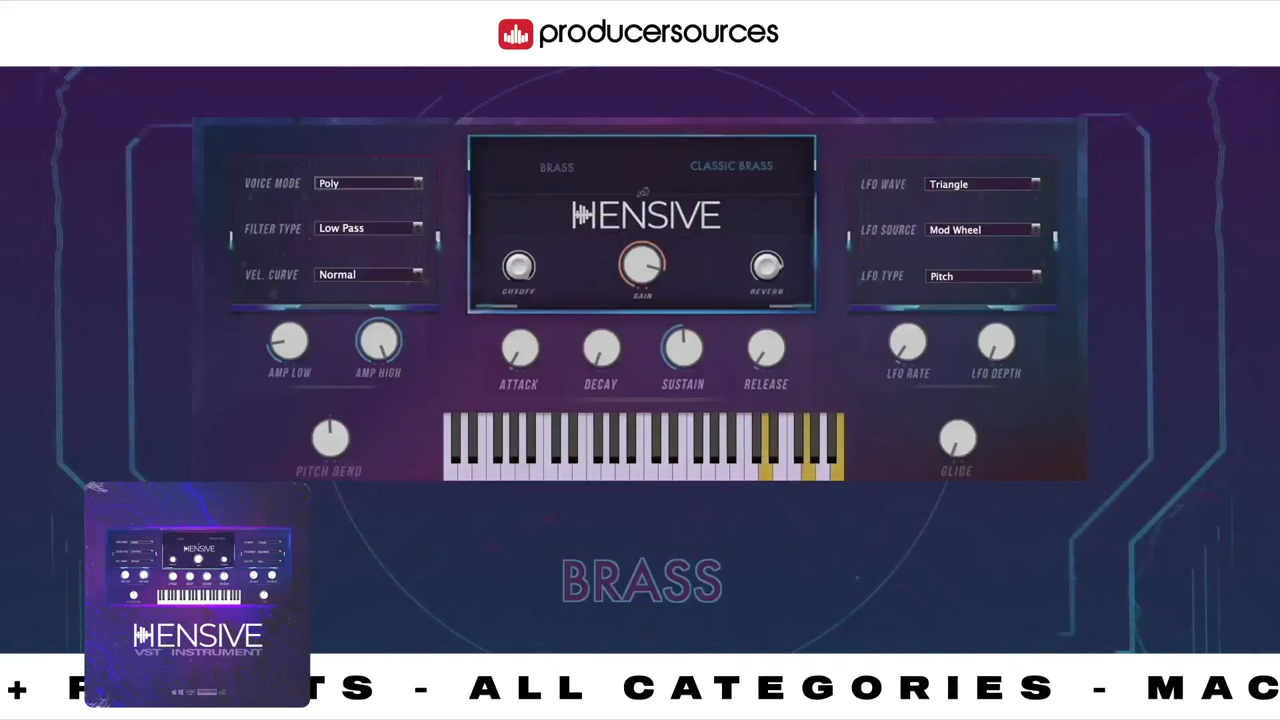 producersources
BRASS
CLASSIC BRASS
VOICE MODE
Poly
FILTER TYPE
Low Pass
VEL. CURVE
Normal
HENSIVE
CUTOFF
GAIN
REVERB
LFO WAVE
Triangle
LFO SOURCE
Mod Wheel
LFO TYPE
Pitch
AMP LOW
AMP HIGH
ATTACK
DECAY
SUSTAIN
RELEASE
LFO RATE
LFO DEPTH
PITCH BEND
GLIDE
BRASS
HENSIVE
HENSIVE
VST INSTRUMENT
- ALL CATEGORIES - MAC